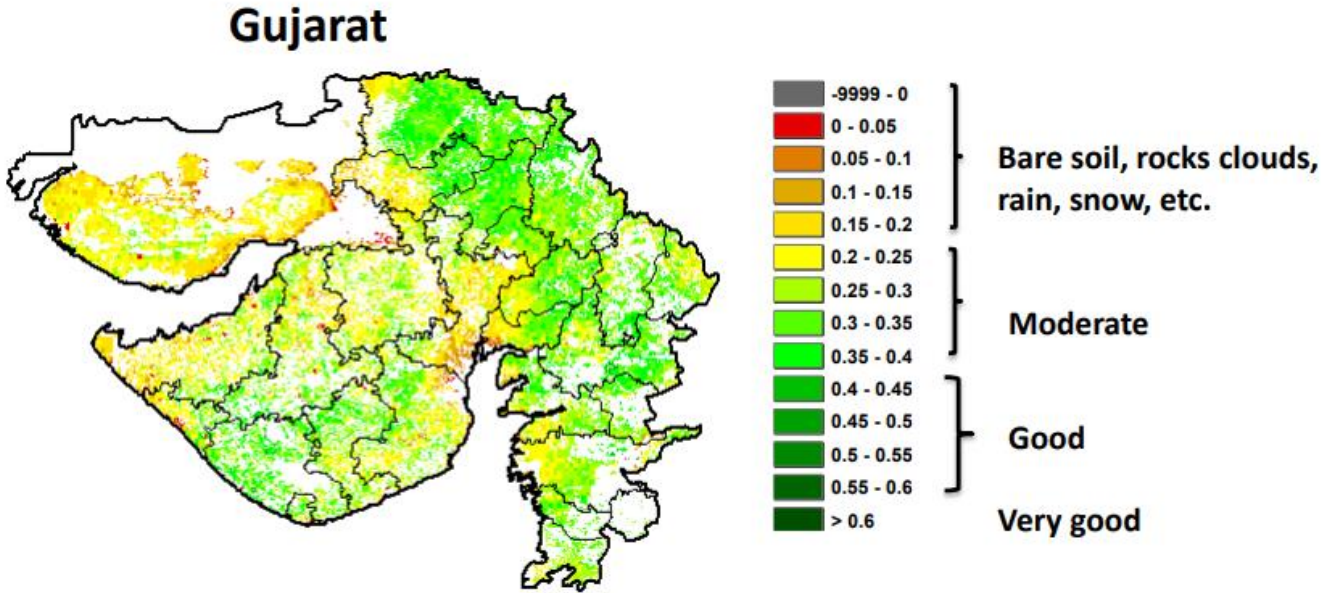 Gujarat
-9999 - 0
0 - 0.05
0.05 - 0.1
0.1 - 0.15
0.15 - 0.2
Bare soil, rocks clouds,
rain, snow, etc.
0.2 - 0.25
0.25 - 0.3
0.3 - 0.35
0.35 - 0.4
Moderate
0.4 - 0.45
0.45 - 0.5
0.5 - 0.55
0.55 - 0.6
Good
> 0.6
Very good